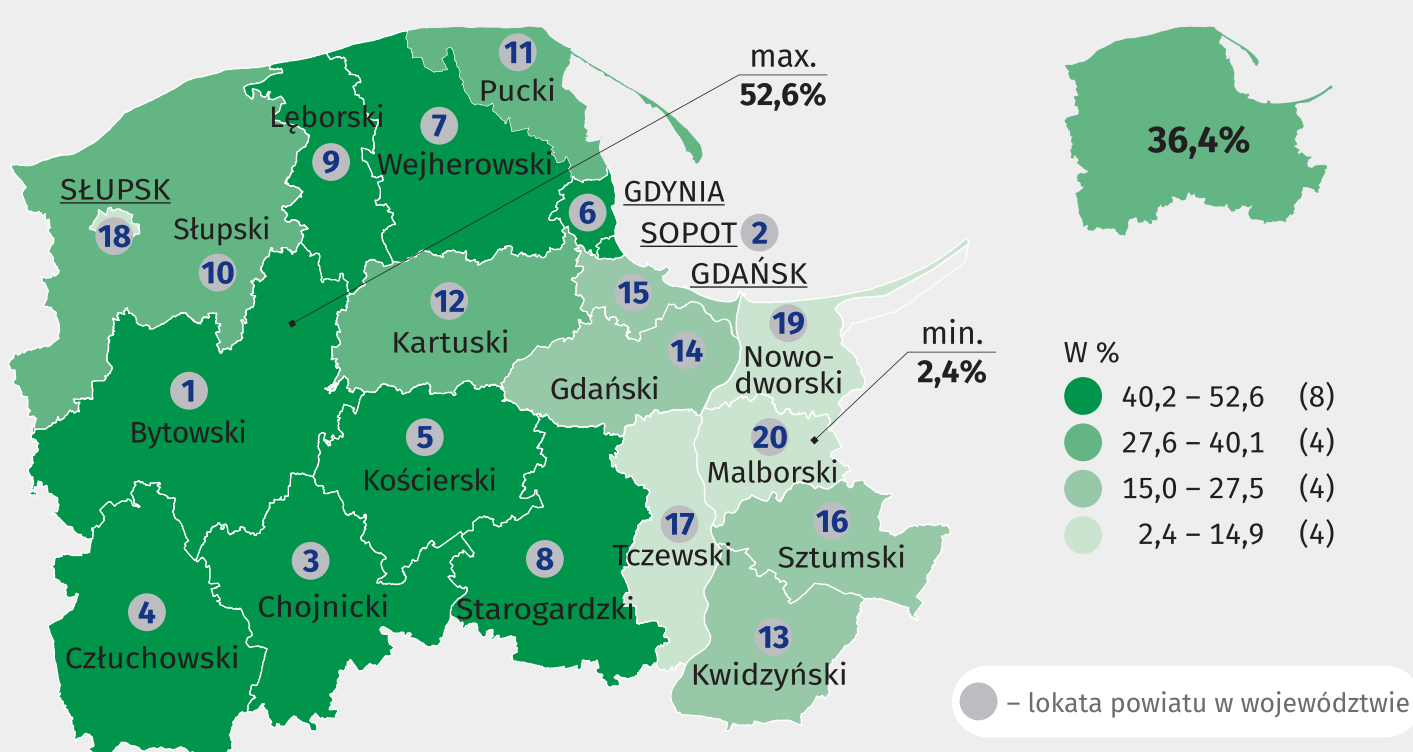 11
Pucki
max.
52,6%
36,4%
Lęborski
9
7
Wejherowski
SŁUPSK
18
Słupski
10
6
GDYNIA
SOPOT 2
GDAŃSK
12
Kartuski
15
14
Gdański
19
Nowo-
dworski
min.
2,4%
1
Bytowski
5
Kościerski
20
Malborski
W %
40,2 – 52,6 (8)
27,6 – 40,1 (4)
15,0 – 27,5 (4)
2,4 – 14,9 (4)
17
Tczewski
16
Sztumski
3
Chojnicki
8
Starogardzki
4
Człuchowski
13
Kwidzyński
– lokata powiatu w województwie